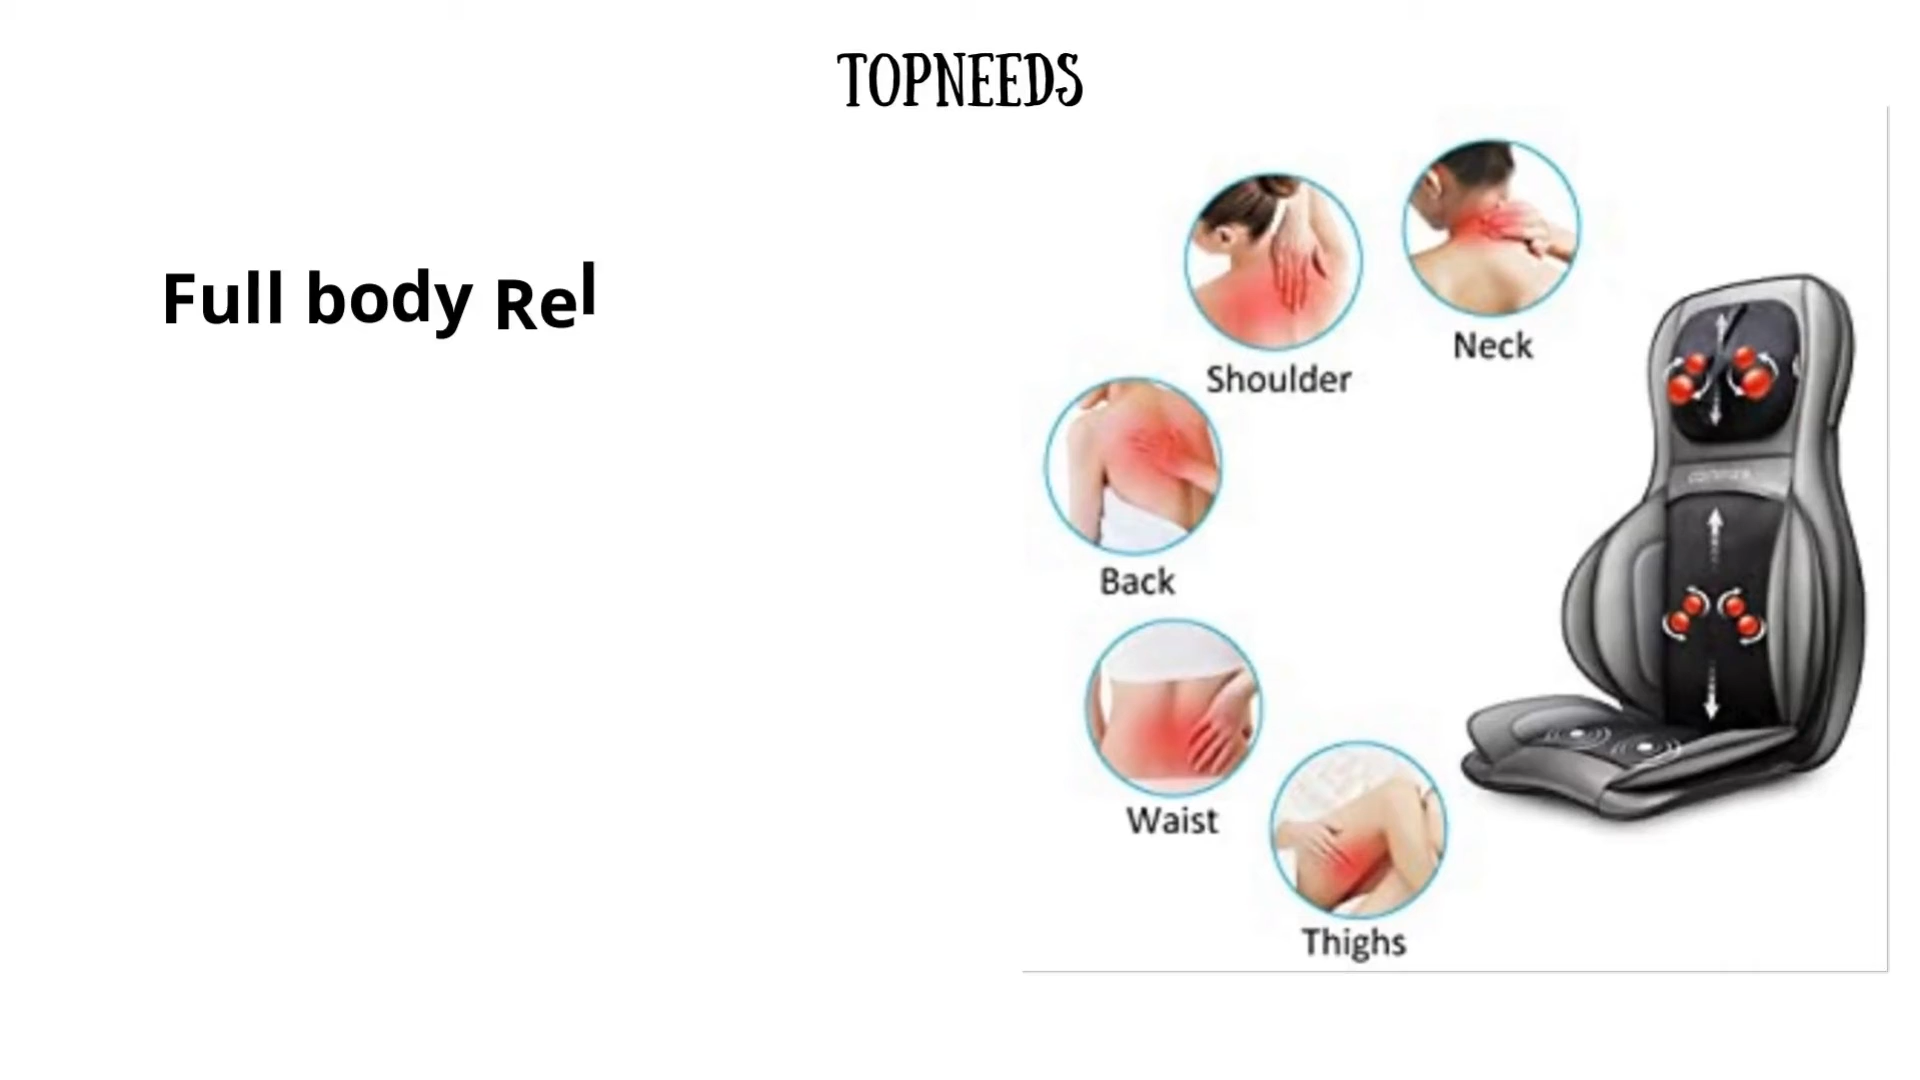 TOPNEEDS
Full body Rel
Neck
Shoulder
Back
Waist
Thighs